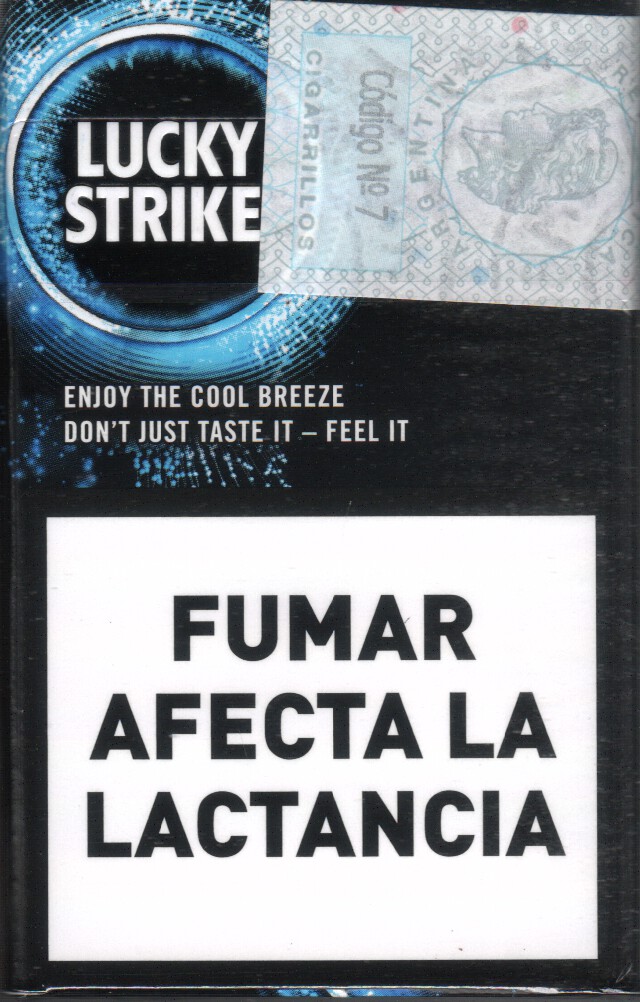 LUCKY
STRIKE
CIGARRILLOS
Código Nº 7
ARGENTINA
ENJOY THE COOL BREEZE
DON'T JUST TASTE IT – FEEL IT
FUMAR
AFECTA LA
LACTANCIA